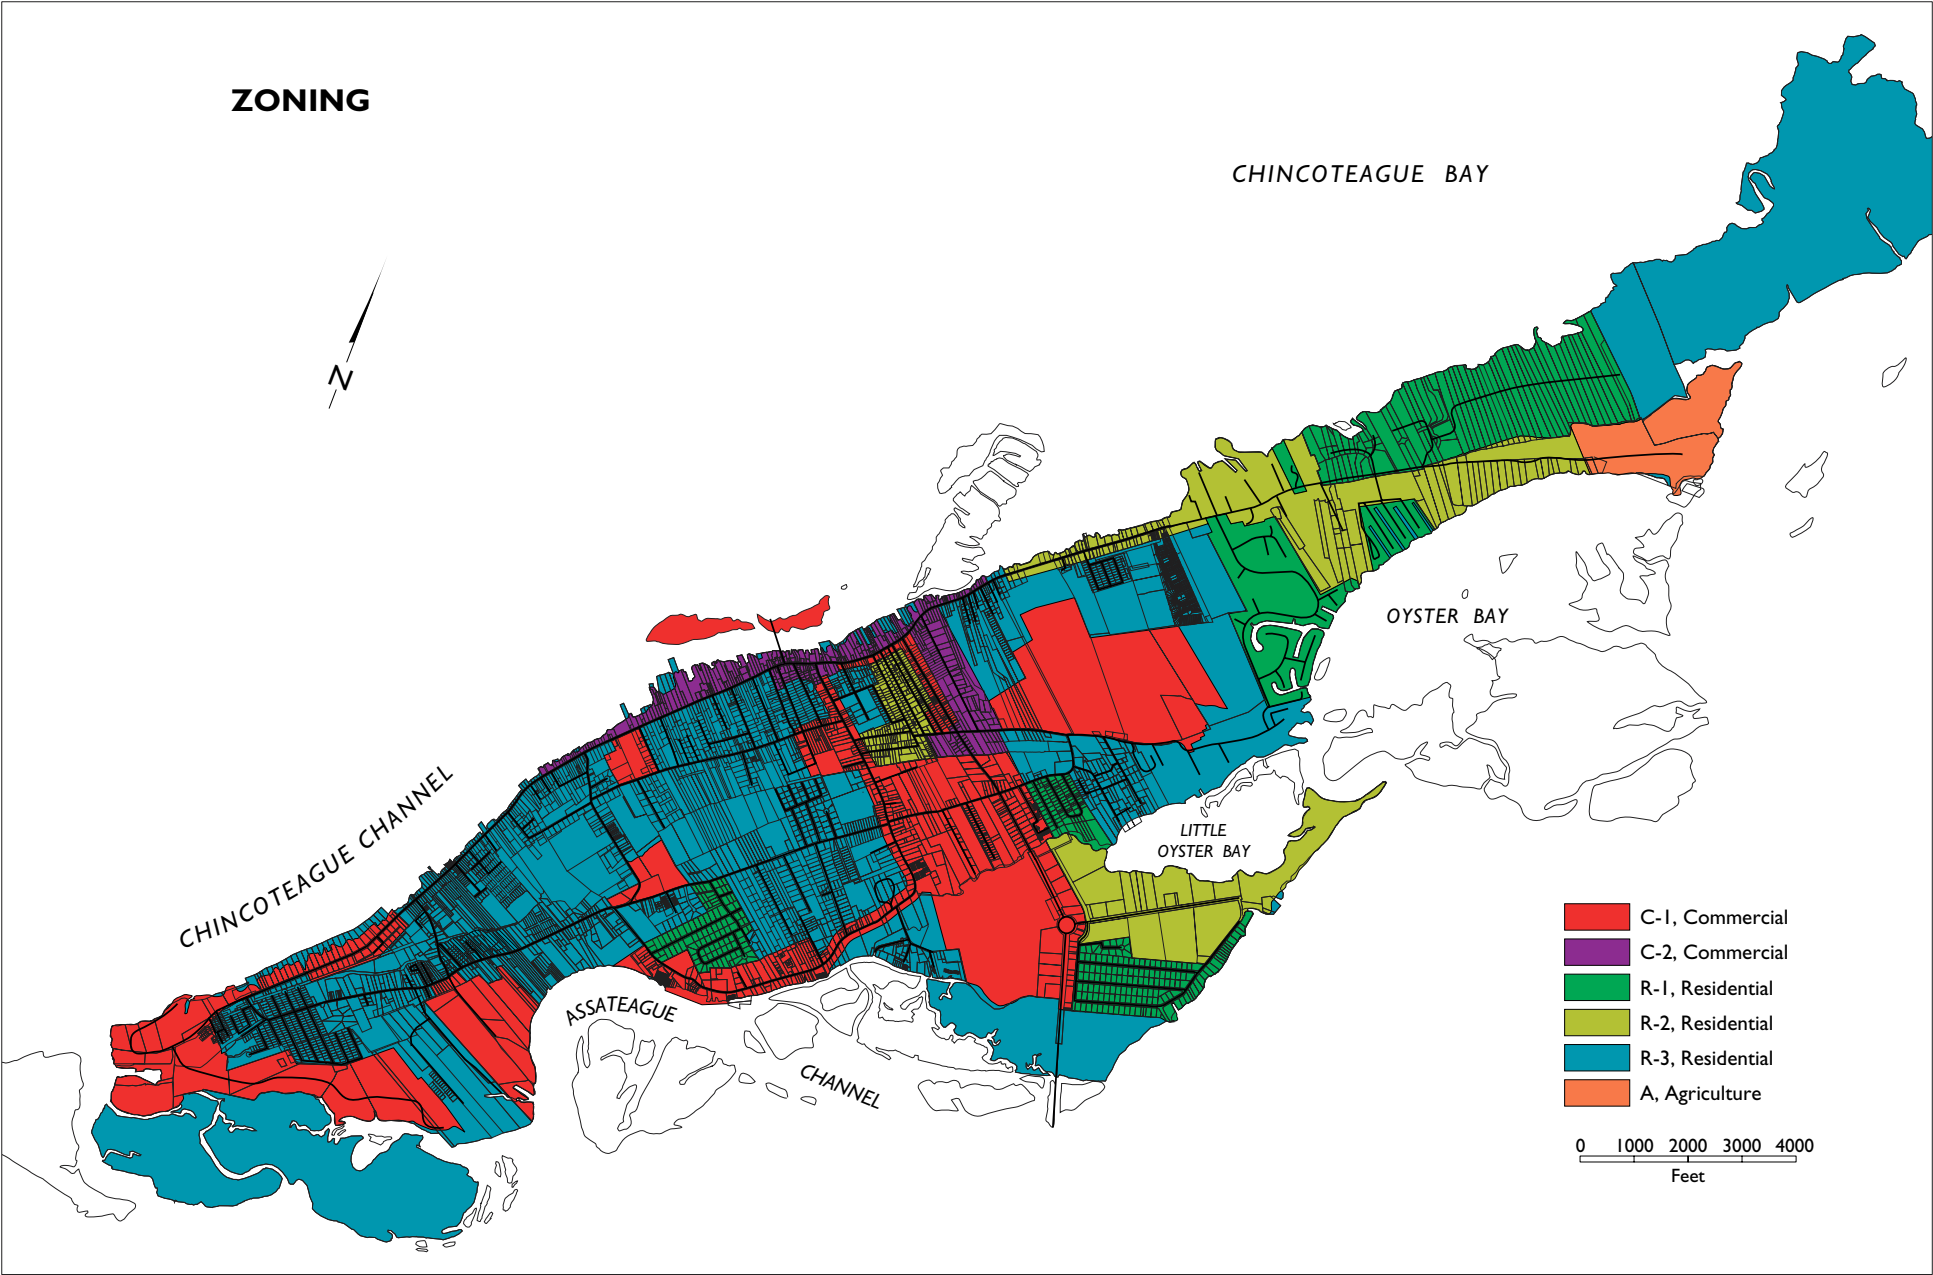 ZONING
CHINCOTEAGUE BAY
N
OYSTER BAY
CHINCOTEAGUE CHANNEL
LITTLE
OYSTER BAY
ASSATEAGUE
CHANNEL
C-1, Commercial
C-2, Commercial
R-1, Residential
R-2, Residential
R-3, Residential
A, Agriculture
0 1000 2000 3000 4000
Feet